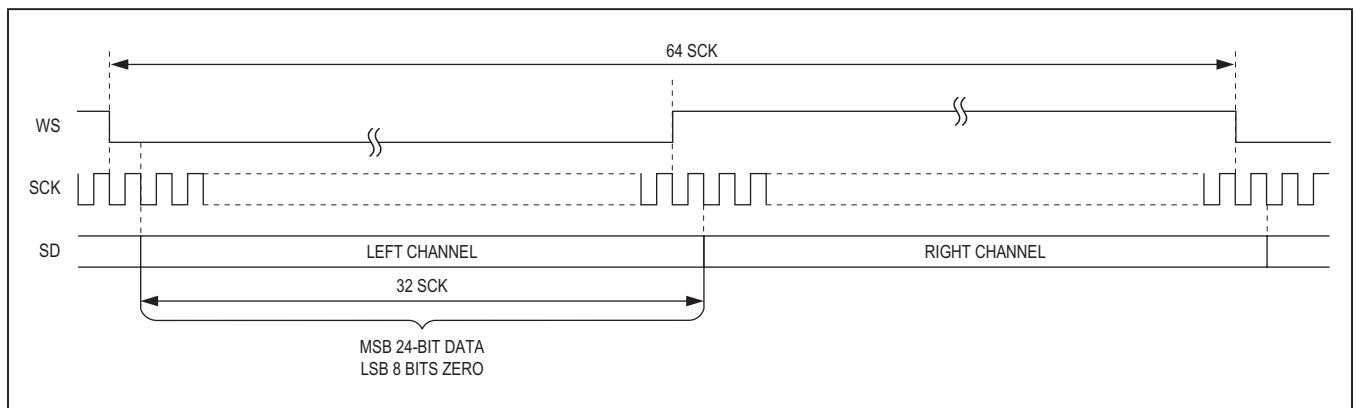 64 SCK
WS
SCK
SD
LEFT CHANNEL
RIGHT CHANNEL
32 SCK
MSB 24-BIT DATA
LSB 8 BITS ZERO